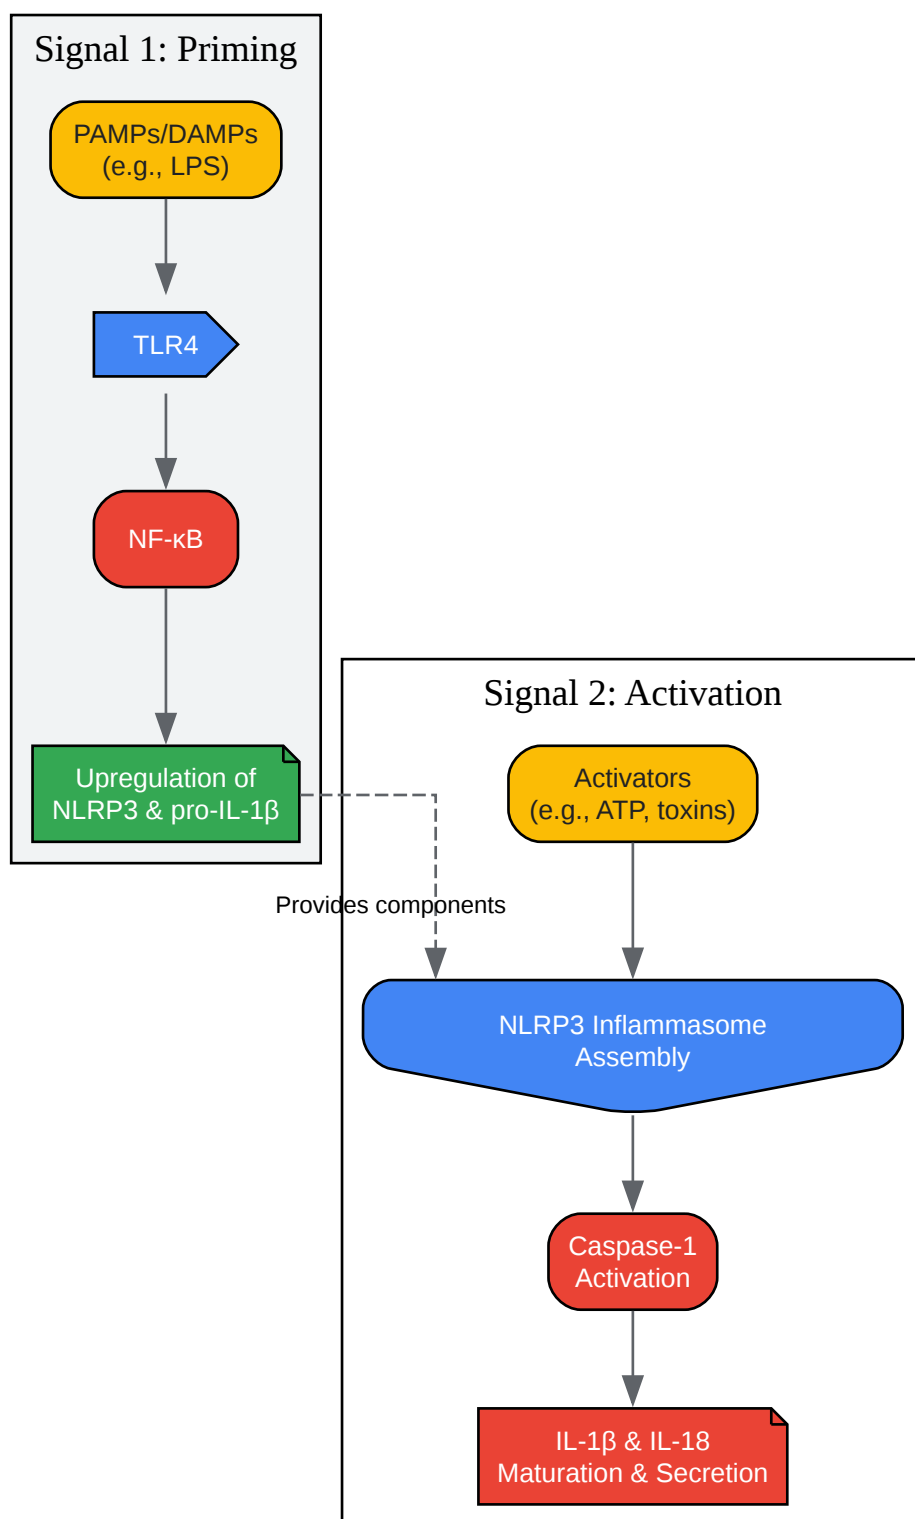 Signal 1: Priming
PAMPs/DAMPs
(e.g., LPS)
TLR4
NF-κB
Upregulation of
NLRP3 & pro-IL-1β
Signal 2: Activation
Activators
(e.g., ATP, toxins)
Provides components
NLRP3 Inflammasome
Assembly
Caspase-1
Activation
IL-1β & IL-18
Maturation & Secretion